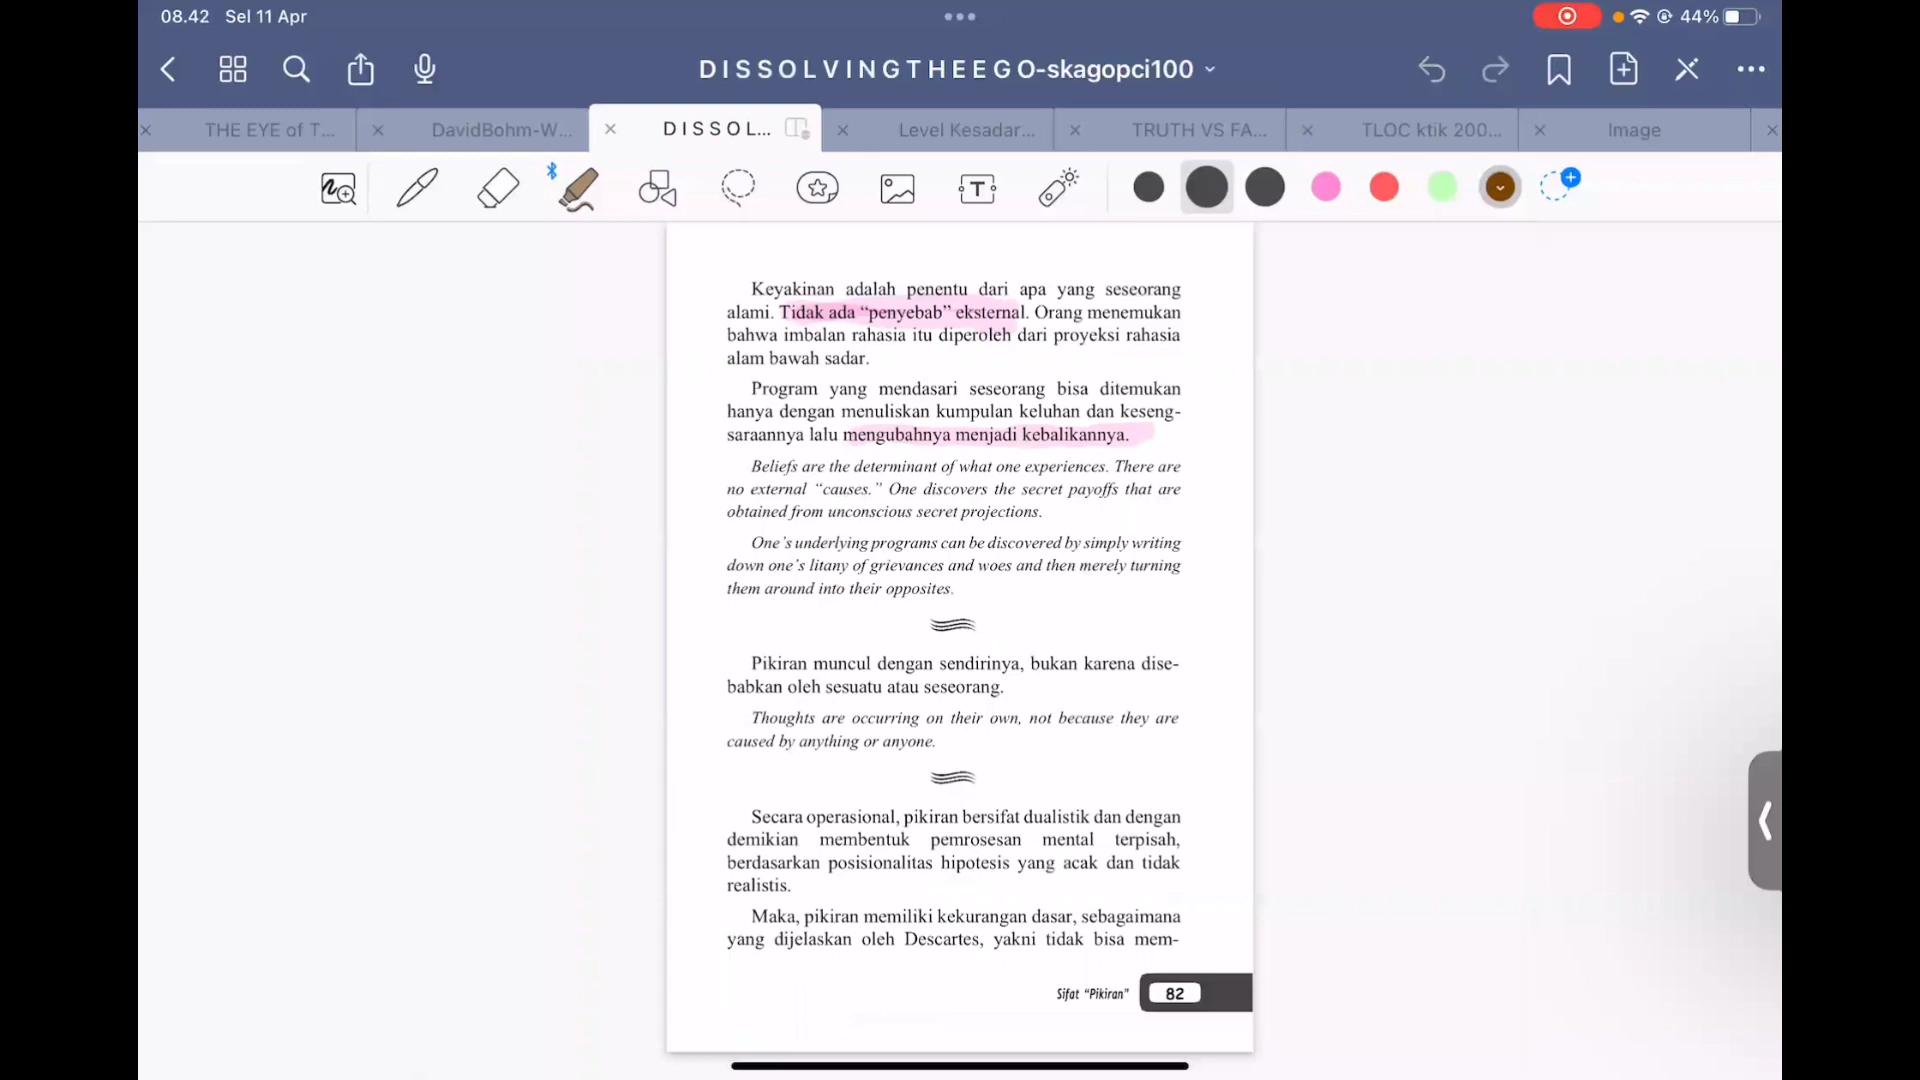 08.42 Sel 11 Apr
44%
D I S S O L V I N G T H E E G O-skagopci100
THE EYE of T...
DavidBohm-W...
D I S S O L...
Level Kesadar...
TRUTH VS FA...
TLOC ktik 200...
Image
Keyakinan adalah penentu dari apa yang seseorang
alami. Tidak ada “penyebab” eksternal. Orang menemukan
bahwa imbalan rahasia itu diperoleh dari proyeksi rahasia
alam bawah sadar.
Program yang mendasari seseorang bisa ditemukan
hanya dengan menuliskan kumpulan keluhan dan keseng-
saraannya lalu mengubahnya menjadi kebalikannya.
Beliefs are the determinant of what one experiences. There are
no external “causes.” One discovers the secret payoffs that are
obtained from unconscious secret projections.
One’s underlying programs can be discovered by simply writing
down one’s litany of grievances and woes and then merely turning
them around into their opposites.
Pikiran muncul dengan sendirinya, bukan karena dise-
babkan oleh sesuatu atau seseorang.
Thoughts are occurring on their own, not because they are
caused by anything or anyone.
Secara operasional, pikiran bersifat dualistik dan dengan
demikian membentuk pemrosesan mental terpisah,
berdasarkan posisionalitas hipotesis yang acak dan tidak
realistis.
Maka, pikiran memiliki kekurangan dasar, sebagaimana
yang dijelaskan oleh Descartes, yakni tidak bisa mem-
Sifat “Pikiran” 82